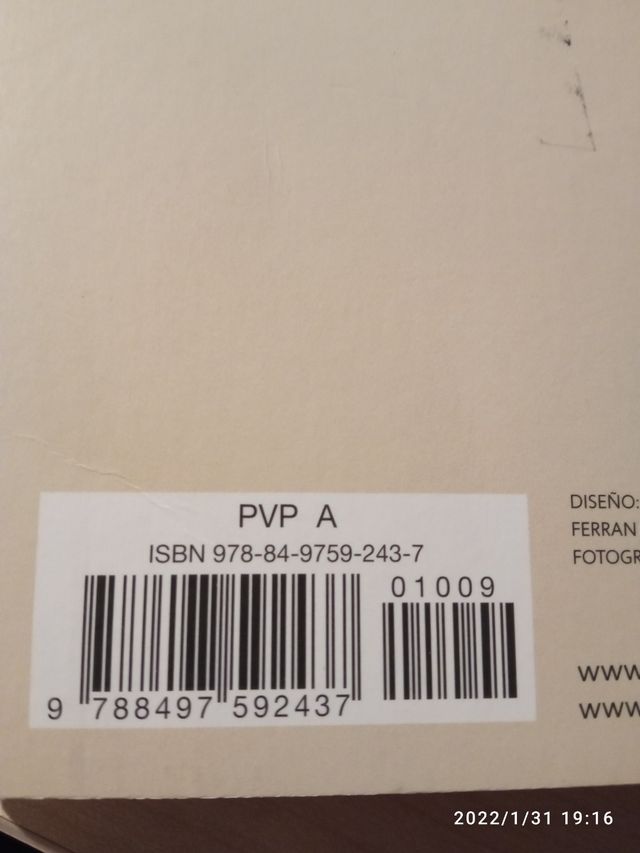 PVP A
ISBN 978-84-9759-243-7
01009
9 788497 592437
DISEÑO:
FERRAN
FOTOGR
www
www.
2022/1/31 19:16